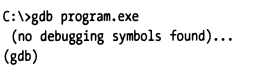 C:\>gdb program.exe
(no debugging symbols found)...
(gdb)